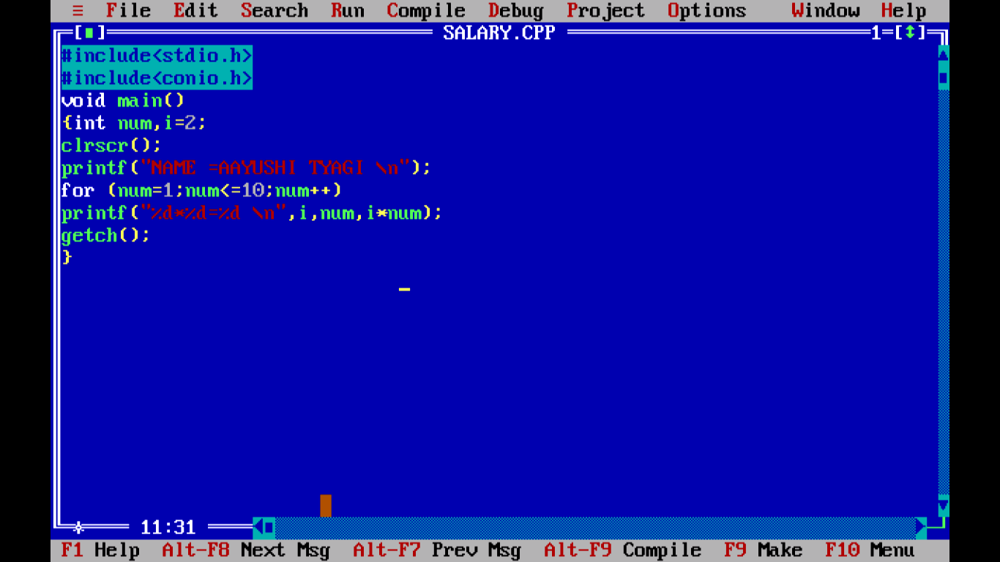 ≡ File Edit Search Run Compile Debug Project Options Window Help
[■] SALARY.CPP 1=[↕]
#include<stdio.h>
#include<conio.h>
void main()
{int num,i=2;
clrscr();
printf("NAME =AAYUSHI TYAGI \n");
for (num=1;num<=10;num++)
printf("%d*%d=%d \n",i,num,i*num);
getch();
}
11:31
F1 Help Alt-F8 Next Msg Alt-F7 Prev Msg Alt-F9 Compile F9 Make F10 Menu